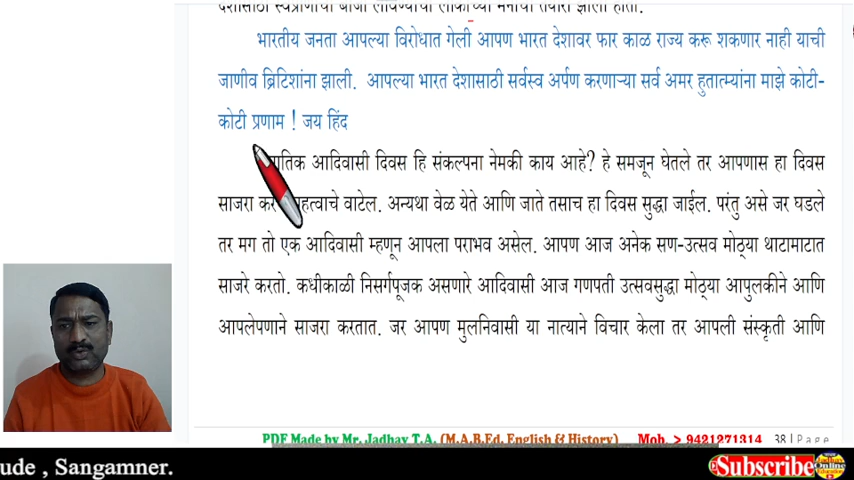 देशासाठी स्वप्राणाची बाजी लावण्याची लोकांच्या मनाची तयारी झाली होती.
भारतीय जनता आपल्या विरोधात गेली आपण भारत देशावर फार काळ राज्य करू शकणार नाही याची
जाणीव ब्रिटिशांना झाली. आपल्या भारत देशासाठी सर्वस्व अर्पण करणाऱ्या सर्व अमर हुतात्म्यांना माझे कोटी-
कोटी प्रणाम ! जय हिंद
आदिवासी दिवस हि संकल्पना नेमकी काय आहे? हे समजून घेतले तर आपणास हा दिवस
साजरा वाटेल. अन्यथा वेळ येते आणि जाते तसाच हा दिवस सुद्धा जाईल. परंतु असे जर घडले
तर मग तो एक आदिवासी म्हणून आपला पराभव असेल. आपण आज अनेक सण-उत्सव मोठ्या थाटामाटात
साजरे करतो. कधीकाळी निसर्गपूजक असणारे आदिवासी आज गणपती उत्सवसुद्धा मोठ्या आपुलकीने आणि
आपलेपणाने साजरा करतात. जर आपण मुलनिवासी या नात्याने विचार केला तर आपली संस्कृती आणि
PDF Made by Mr. Jadhav T.A. (M.A.B.Ed. English & History) Mob. > 9421271314 38 | Page
ude , Sangamner.
Subscribe
Online